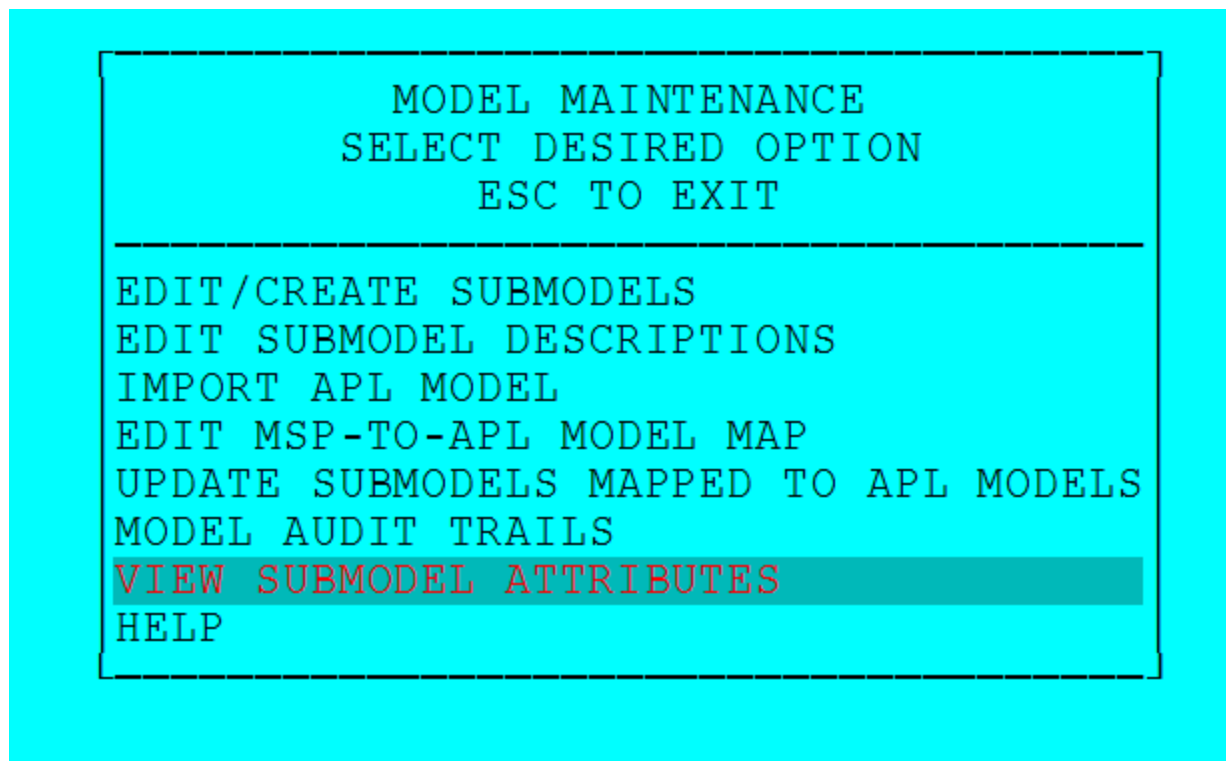 MODEL MAINTENANCE
SELECT DESIRED OPTION
ESC TO EXIT
EDIT/CREATE SUBMODELS
EDIT SUBMODEL DESCRIPTIONS
IMPORT APL MODEL
EDIT MSP-TO-APL MODEL MAP
UPDATE SUBMODELS MAPPED TO APL MODELS
MODEL AUDIT TRAILS
VIEW SUBMODEL ATTRIBUTES
HELP